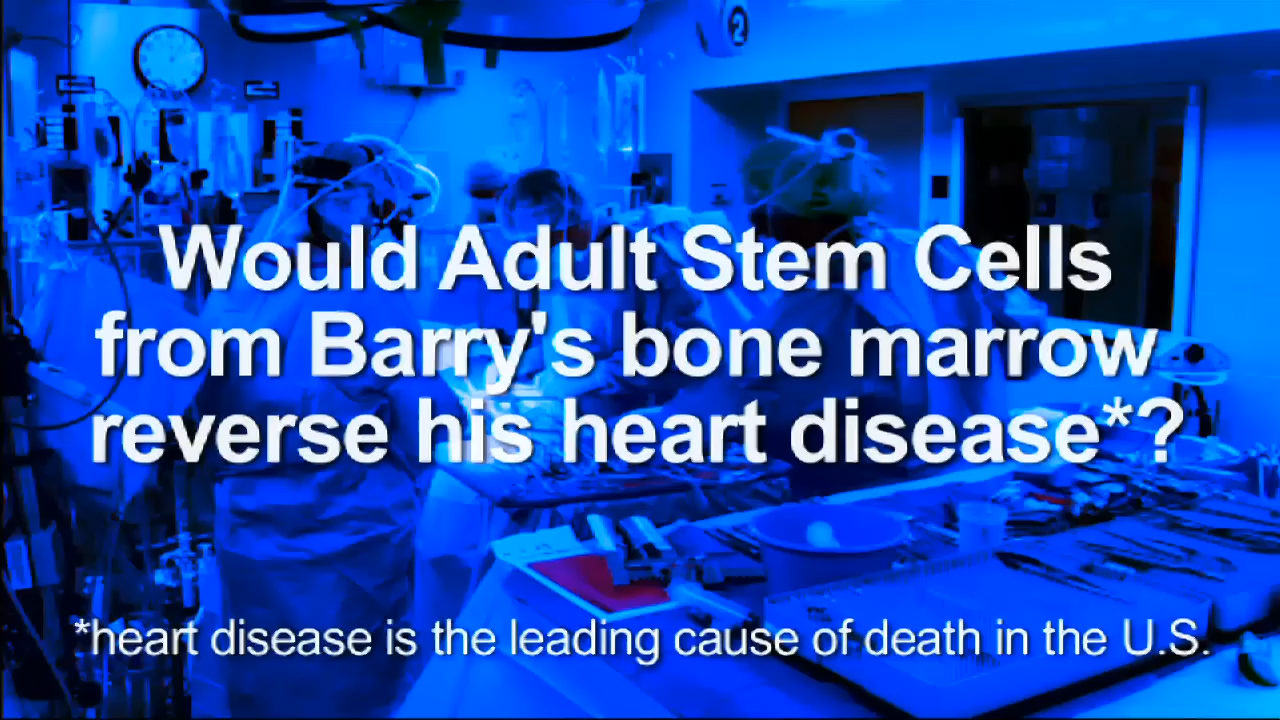 2
Would Adult Stem Cells
from Barry's bone marrow
reverse his heart disease*?
*heart disease is the leading cause of death in the U.S.